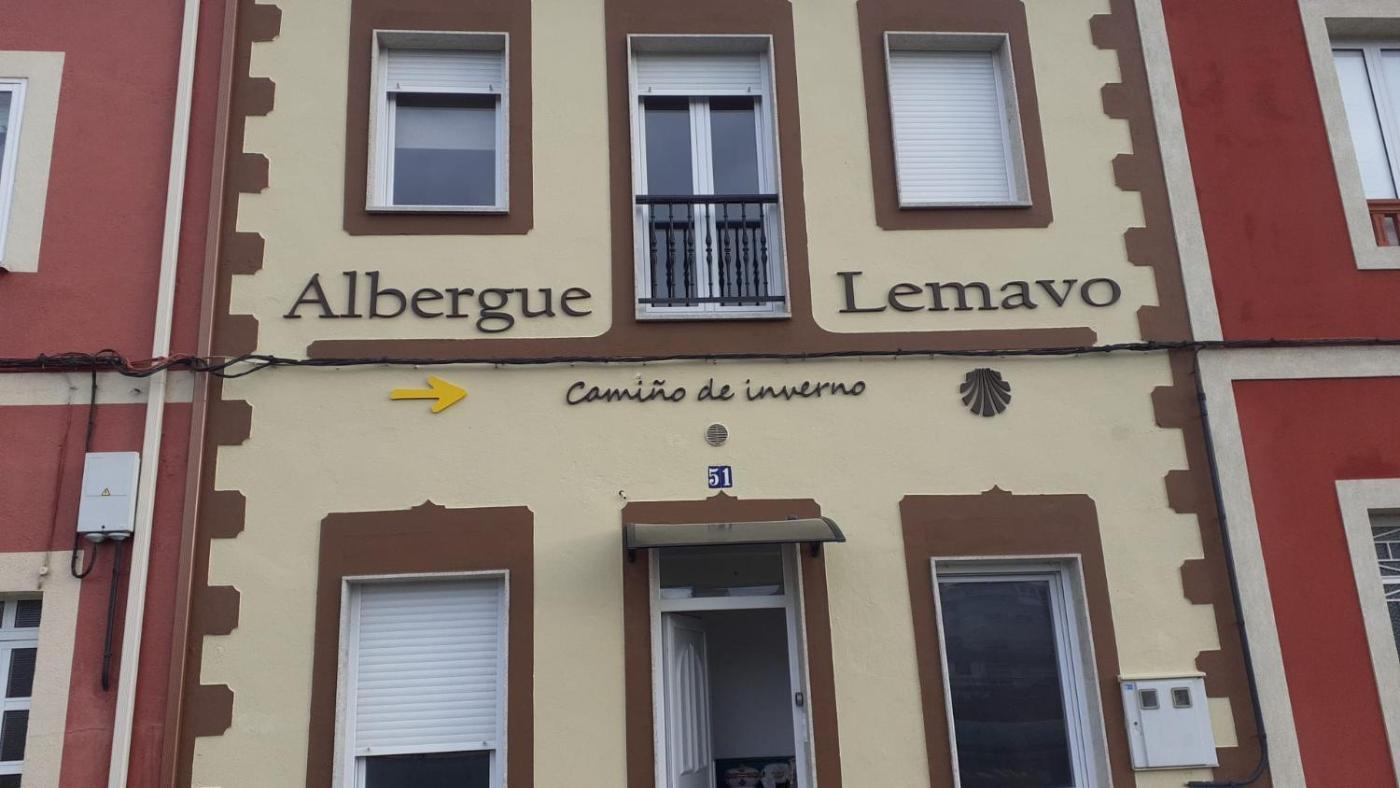 Albergue Lemavo
Camiño de inverno
51